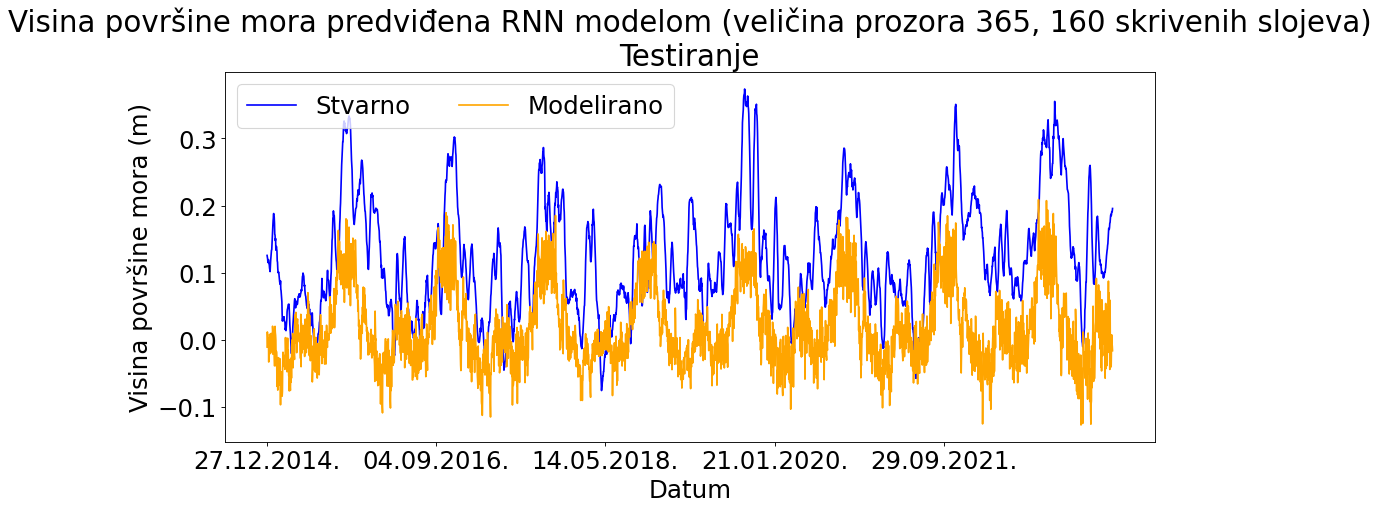 Visina površine mora predviđena RNN modelom (veličina prozora 365, 160 skrivenih slojeva)
Testiranje
Stvarno Modelirano
Visina površine mora (m)
0.3
0.2
0.1
0.0
−0.1
27.12.2014. 04.09.2016. 14.05.2018. 21.01.2020. 29.09.2021.
Datum